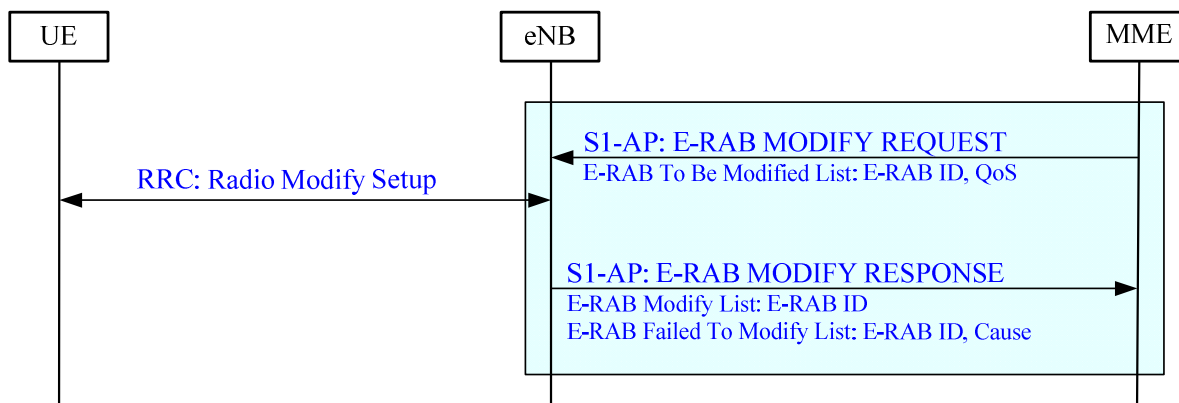 UE
eNB
MME
S1-AP: E-RAB MODIFY REQUEST
E-RAB To Be Modified List: E-RAB ID, QoS
RRC: Radio Modify Setup
S1-AP: E-RAB MODIFY RESPONSE
E-RAB Modify List: E-RAB ID
E-RAB Failed To Modify List: E-RAB ID, Cause